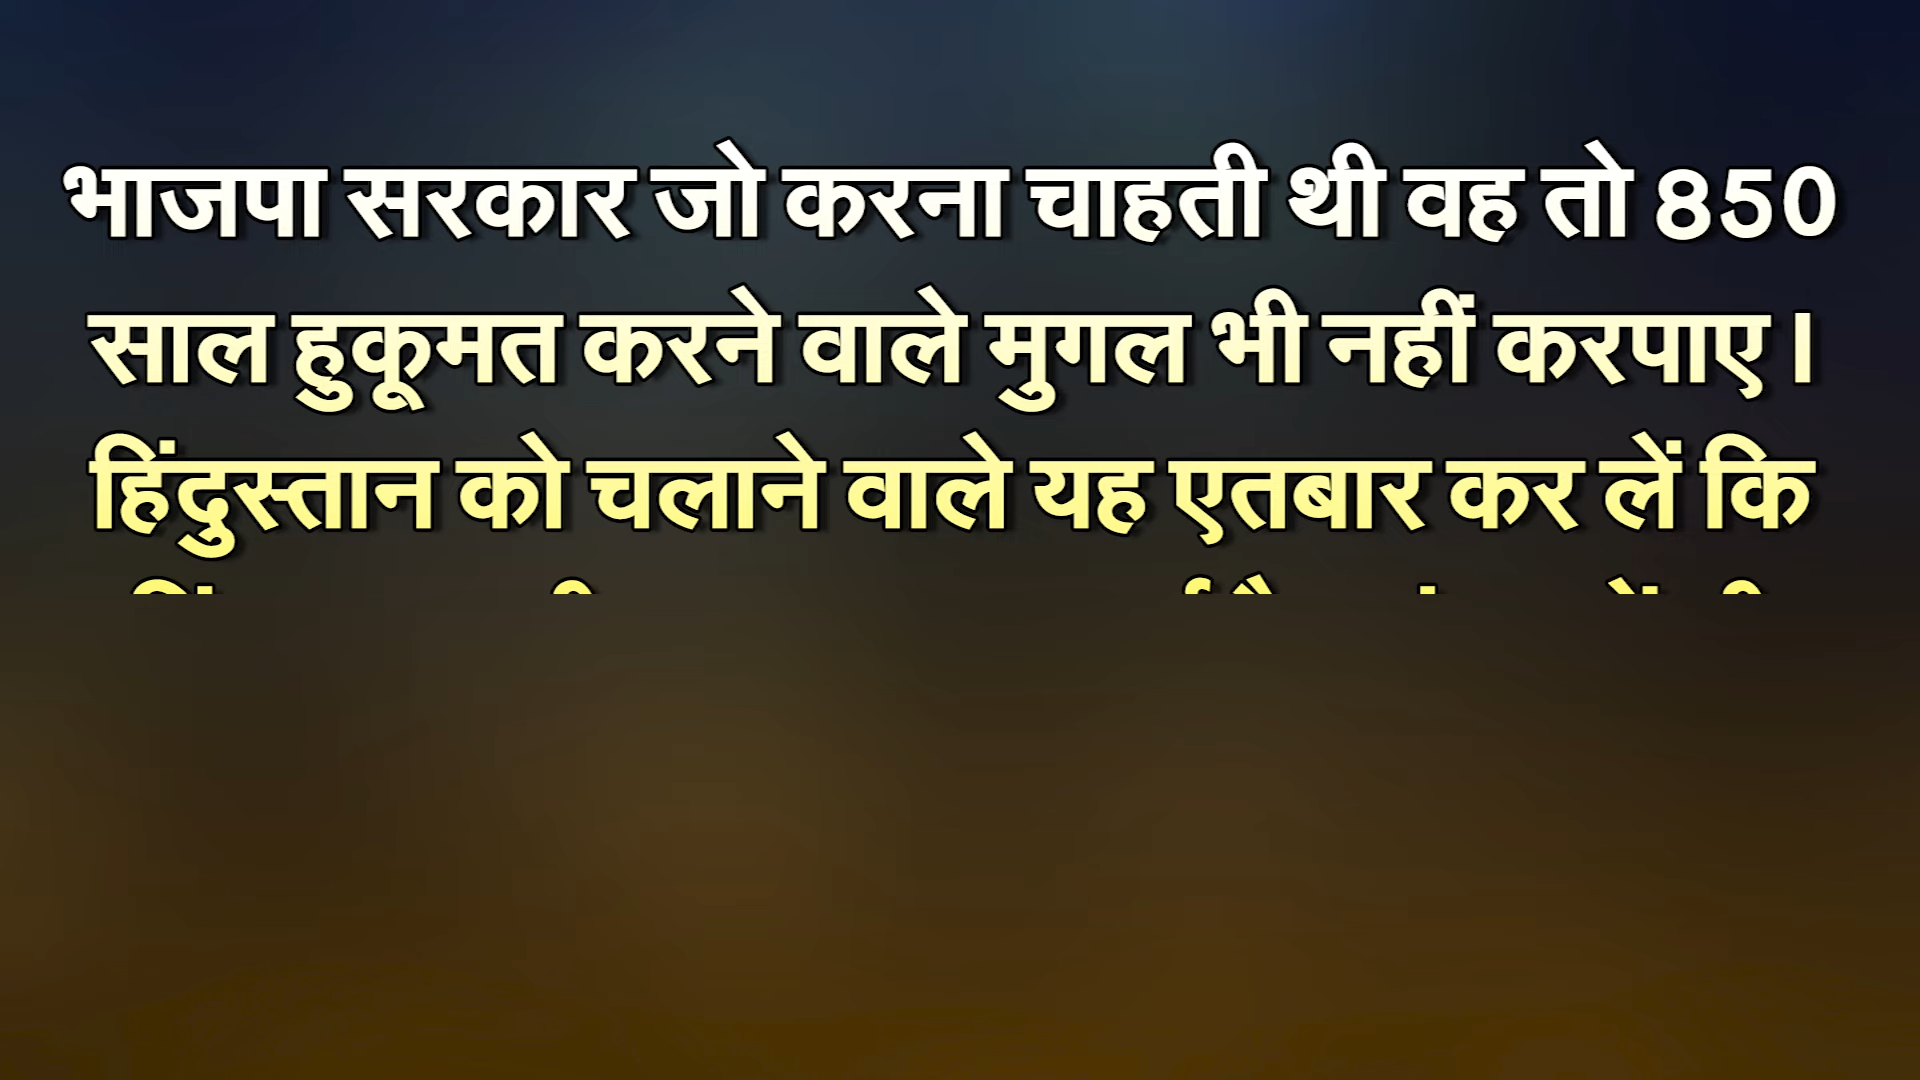 भाजपा सरकार जो करना चाहती थी वह तो 850
साल हुकूमत करने वाले मुगल भी नहीं करपाए ।
हिंदुस्तान को चलाने वाले यह एतबार कर लें कि